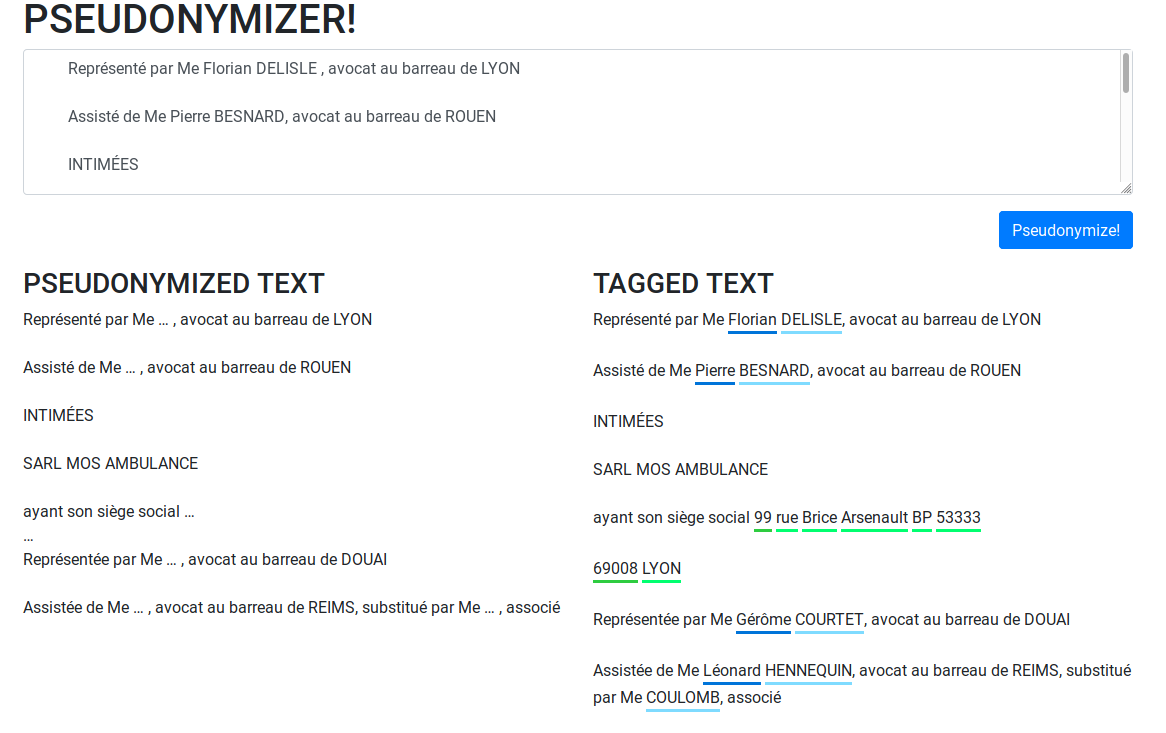 PSEUDONYMIZER!
Représenté par Me Florian DELISLE , avocat au barreau de LYON
Assisté de Me Pierre BESNARD, avocat au barreau de ROUEN
INTIMÉES
Pseudonymize!
PSEUDONYMIZED TEXT
Représenté par Me … , avocat au barreau de LYON
Assisté de Me … , avocat au barreau de ROUEN
INTIMÉES
SARL MOS AMBULANCE
ayant son siège social …
…
Représentée par Me … , avocat au barreau de DOUAI
Assistée de Me … , avocat au barreau de REIMS, substitué par Me … , associé
TAGGED TEXT
Représenté par Me Florian DELISLE, avocat au barreau de LYON
Assisté de Me Pierre BESNARD, avocat au barreau de ROUEN
INTIMÉES
SARL MOS AMBULANCE
ayant son siège social 99 rue Brice Arsenault BP 53333
69008 LYON
Représentée par Me Gérôme COURTET, avocat au barreau de DOUAI
Assistée de Me Léonard HENNEQUIN, avocat au barreau de REIMS, substitué
par Me COULOMB, associé